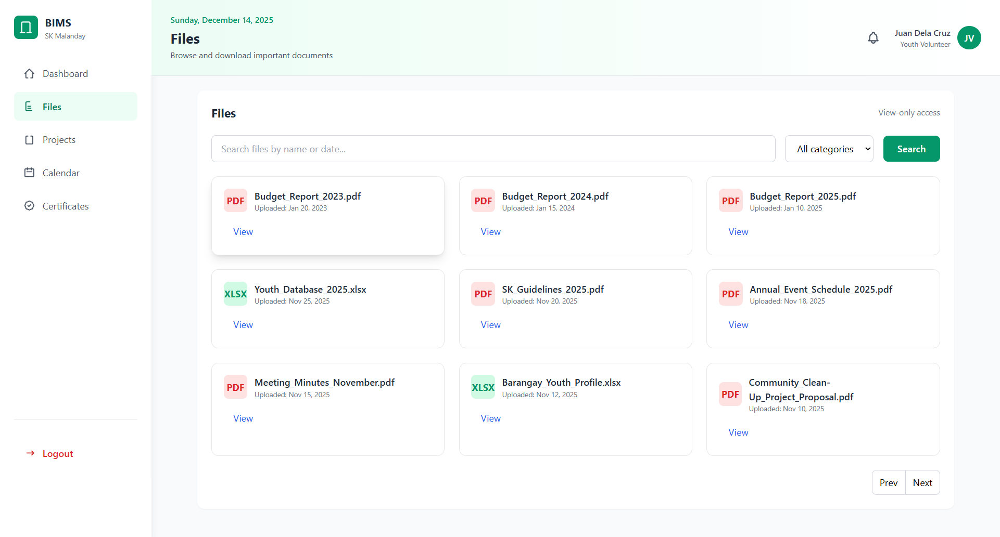 BIMS
SK Malanday
Dashboard
Files
Projects
Calendar
Certificates
Logout
Sunday, December 14, 2025
Files
Browse and download important documents
Juan Dela Cruz
Youth Volunteer
JV
Files
View-only access
Search files by name or date...
All categories
Search
PDF
Budget_Report_2023.pdf
Uploaded: Jan 20, 2023
View
PDF
Budget_Report_2024.pdf
Uploaded: Jan 15, 2024
View
PDF
Budget_Report_2025.pdf
Uploaded: Jan 10, 2025
View
XLSX
Youth_Database_2025.xlsx
Uploaded: Nov 25, 2025
View
PDF
SK_Guidelines_2025.pdf
Uploaded: Nov 20, 2025
View
PDF
Annual_Event_Schedule_2025.pdf
Uploaded: Nov 18, 2025
View
PDF
Meeting_Minutes_November.pdf
Uploaded: Nov 15, 2025
View
XLSX
Barangay_Youth_Profile.xlsx
Uploaded: Nov 12, 2025
View
PDF
Community_Clean-
Up_Project_Proposal.pdf
Uploaded: Nov 10, 2025
View
Prev
Next